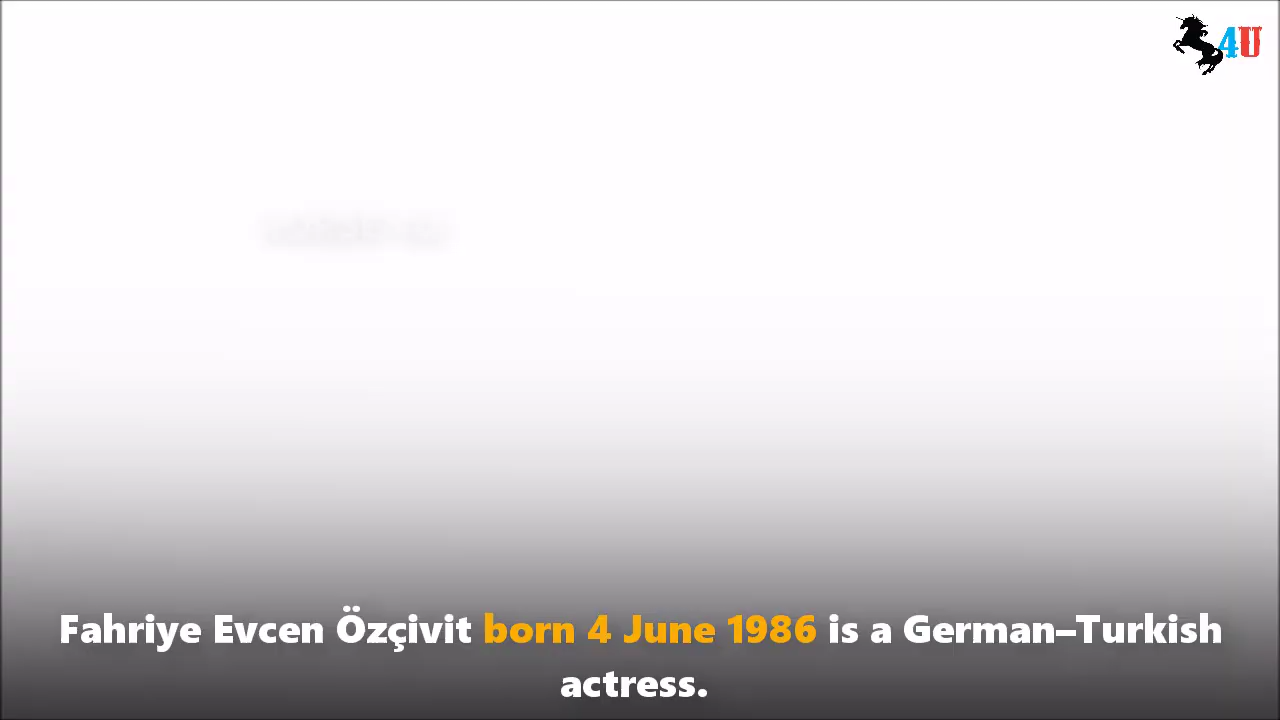 4U
Fahriye Evcen Özçivit born 4 June 1986 is a German–Turkish
actress.